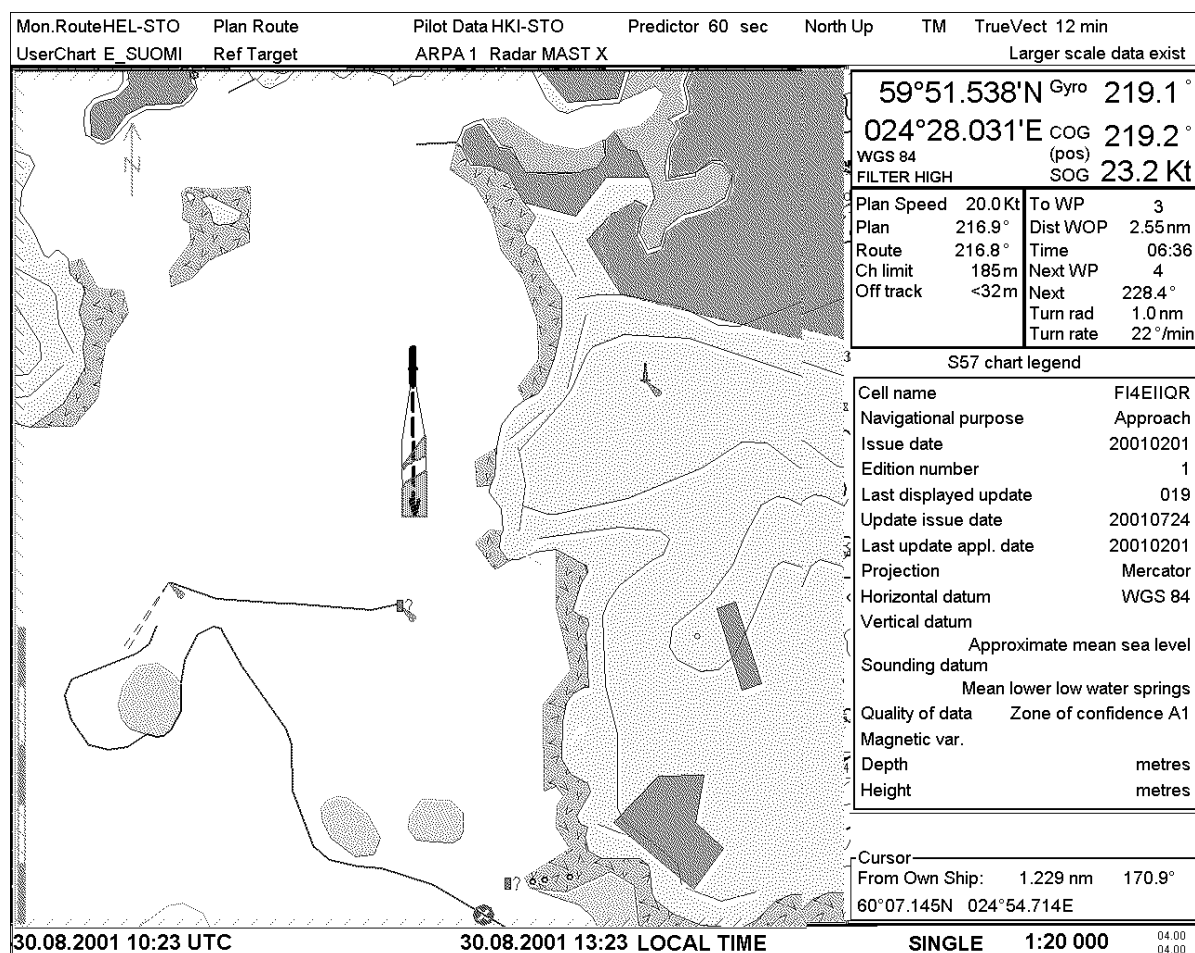 Mon.RouteHEL-STO Plan Route Pilot Data HKI-STO Predictor 60 sec North Up TM TrueVect 12 min
UserChart E_SUOMI Ref Target ARPA 1 Radar MAST X Larger scale data exist
59°51.538'N Gyro 219.1°
024°28.031'E COG 219.2°
WGS 84 (pos)
FILTER HIGH SOG 23.2 Kt
Plan Speed 20.0 Kt To WP 3
Plan 216.9° Dist WOP 2.55 nm
Route 216.8° Time 06:36
Ch limit 185 m Next WP 4
Off track <32 m Next 228.4°
Turn rad 1.0 nm
Turn rate 22°/min
S57 chart legend
Cell name FI4EIIQR
Navigational purpose Approach
Issue date 20010201
Edition number 1
Last displayed update 019
Update issue date 20010724
Last update appl. date 20010201
Projection Mercator
Horizontal datum WGS 84
Vertical datum
Approximate mean sea level
Sounding datum
Mean lower low water springs
Quality of data Zone of confidence A1
Magnetic var.
Depth metres
Height metres
Cursor
From Own Ship: 1.229 nm 170.9°
60°07.145N 024°54.714E
N
?
?
30.08.2001 10:23 UTC 30.08.2001 13:23 LOCAL TIME SINGLE 1:20 000 04.00
04.00